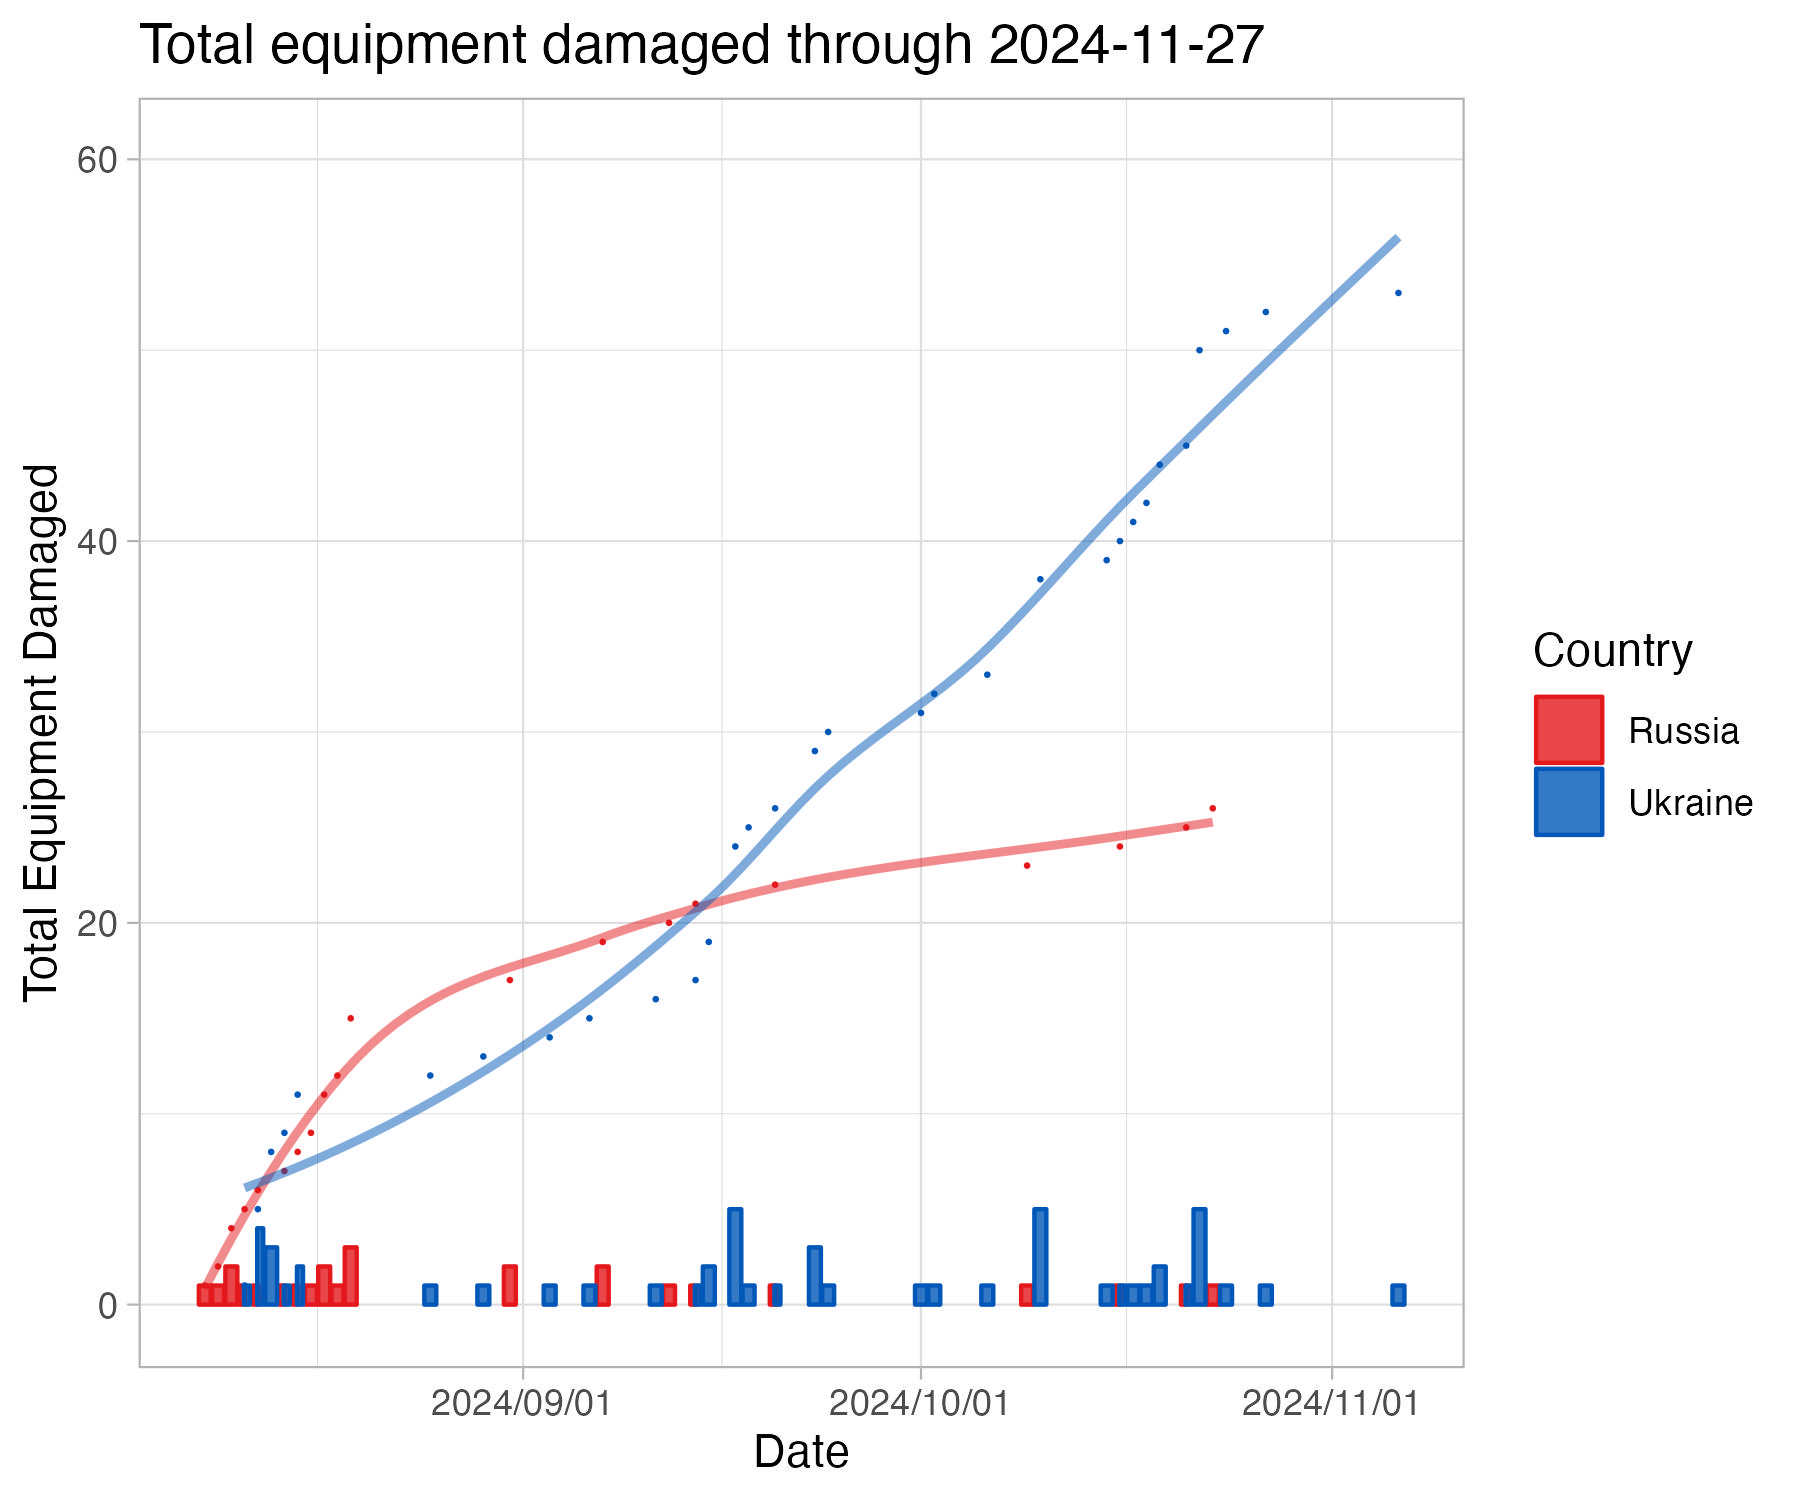 Total equipment damaged through 2024-11-27
Total Equipment Damaged
60
40
20
0
2024/09/01
2024/10/01
2024/11/01
Date
Country
Russia
Ukraine